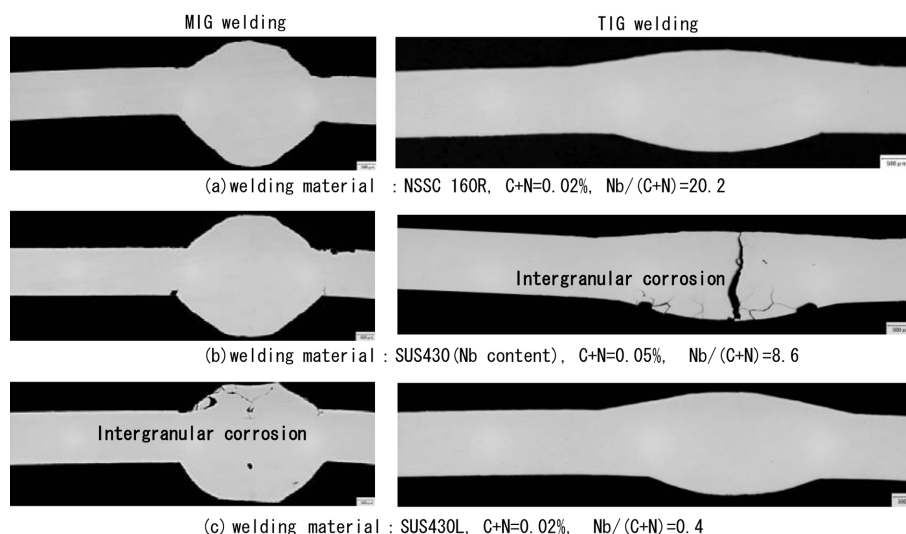 MIG welding
TIG welding
500μm
(a) welding material : NSSC 160R, C+N=0.02%, Nb/(C+N)=20.2
Intergranular corrosion
(b) welding material : SUS430(Nb content), C+N=0.05%, Nb/(C+N)=8.6
Intergranular corrosion
(c) welding material : SUS430L, C+N=0.02%, Nb/(C+N)=0.4